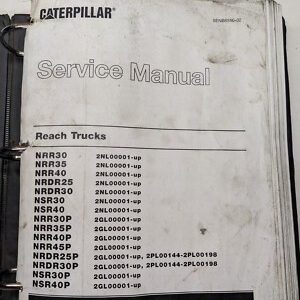 CATERPILLAR
SENB8590-02
Service Manual
Reach Trucks
NRR30 2NL00001-up
NRR35 2NL00001-up
NRR40 2NL00001-up
NRDR25 2NL00001-up
NRDR30 2NL00001-up
NSR30 2NL00001-up
NSR40 2NL00001-up
NRR30P 2GL00001-up
NRR35P 2GL00001-up
NRR40P 2GL00001-up
NRR45P 2GL00001-up
NRDR25P 2GL00001-up, 2PL00144-2PL00198
NRDR30P 2GL00001-up, 2PL00144-2PL00198
NSR30P 2GL00001-up
NSR40P 2GL00001-up